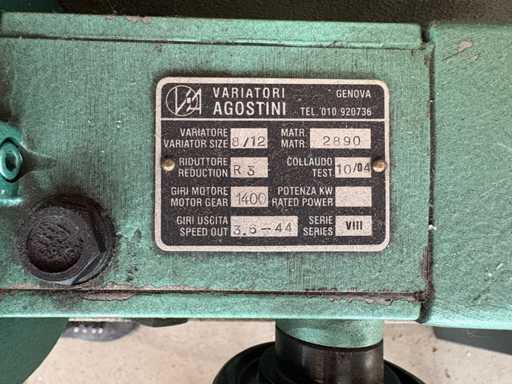 VARIATORI GENOVA
AGOSTINI TEL. 010 920736
VARIATORE MATR.
VARIATOR SIZE 8/12 MATR. 2890
RIDUTTORE COLLAUDO
REDUCTION R 3 TEST 10/04
GIRI MOTORE POTENZA KW
MOTOR GEAR 1400 RATED POWER
GIRI USCITA SERIE
SPEED OUT 3.6-44 SERIES VIII